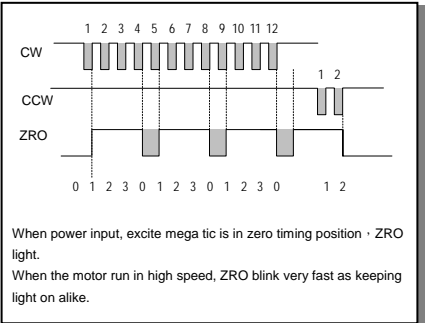 1 2 3 4 5 6 7 8 9 10 11 12
CW
1 2
CCW
ZRO
0 1 2 3 0 1 2 3 0 1 2 3 0 1 2
When power input, excite mega tic is in zero timing position，ZRO
light.
When the motor run in high speed, ZRO blink very fast as keeping
light on alike.